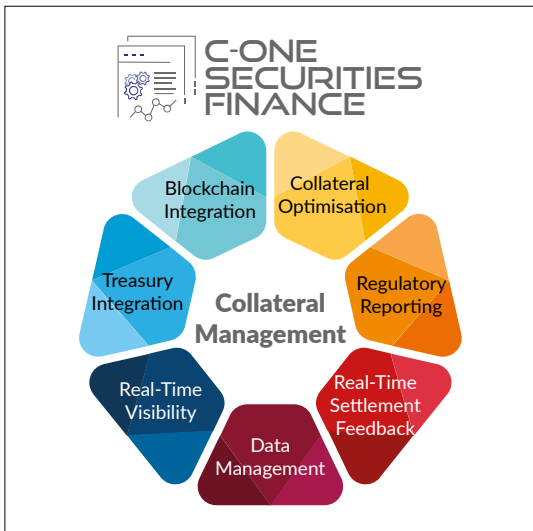 C-ONE
SECURITIES
FINANCE
Blockchain
Integration
Collateral
Optimisation
Treasury
Integration
Regulatory
Reporting
Collateral
Management
Real-Time
Visibility
Real-Time
Settlement
Feedback
Data
Management